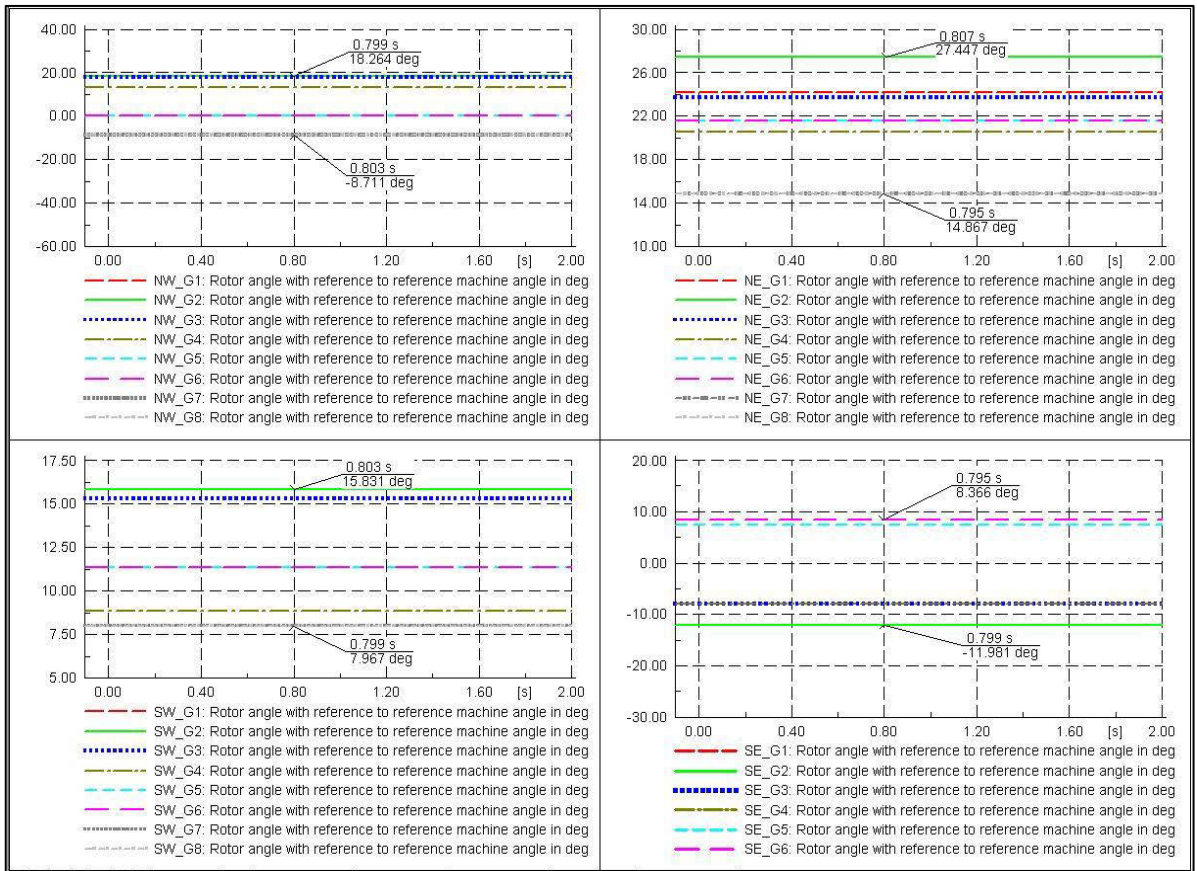 40.00
20.00
0.00
-20.00
-40.00
-60.00
0.799 s
18.264 deg
0.803 s
-8.711 deg
0.00 0.40 0.80 1.20 1.60 [s] 2.00
NW_G1: Rotor angle with reference to reference machine angle in deg
NW_G2: Rotor angle with reference to reference machine angle in deg
NW_G3: Rotor angle with reference to reference machine angle in deg
NW_G4: Rotor angle with reference to reference machine angle in deg
NW_G5: Rotor angle with reference to reference machine angle in deg
NW_G6: Rotor angle with reference to reference machine angle in deg
NW_G7: Rotor angle with reference to reference machine angle in deg
NW_G8: Rotor angle with reference to reference machine angle in deg
30.00
26.00
22.00
18.00
14.00
10.00
0.807 s
27.447 deg
0.795 s
14.867 deg
0.00 0.40 0.80 1.20 1.60 [s] 2.00
NE_G1: Rotor angle with reference to reference machine angle in deg
NE_G2: Rotor angle with reference to reference machine angle in deg
NE_G3: Rotor angle with reference to reference machine angle in deg
NE_G4: Rotor angle with reference to reference machine angle in deg
NE_G5: Rotor angle with reference to reference machine angle in deg
NE_G6: Rotor angle with reference to reference machine angle in deg
NE_G7: Rotor angle with reference to reference machine angle in deg
NE_G8: Rotor angle with reference to reference machine angle in deg
17.50
15.00
12.50
10.00
7.50
5.00
0.803 s
15.831 deg
0.799 s
7.967 deg
0.00 0.40 0.80 1.20 1.60 [s] 2.00
SW_G1: Rotor angle with reference to reference machine angle in deg
SW_G2: Rotor angle with reference to reference machine angle in deg
SW_G3: Rotor angle with reference to reference machine angle in deg
SW_G4: Rotor angle with reference to reference machine angle in deg
SW_G5: Rotor angle with reference to reference machine angle in deg
SW_G6: Rotor angle with reference to reference machine angle in deg
SW_G7: Rotor angle with reference to reference machine angle in deg
SW_G8: Rotor angle with reference to reference machine angle in deg
20.00
10.00
0.00
-10.00
-20.00
-30.00
0.795 s
8.366 deg
0.799 s
-11.981 deg
0.00 0.40 0.80 1.20 1.60 [s] 2.00
SE_G1: Rotor angle with reference to reference machine angle in deg
SE_G2: Rotor angle with reference to reference machine angle in deg
SE_G3: Rotor angle with reference to reference machine angle in deg
SE_G4: Rotor angle with reference to reference machine angle in deg
SE_G5: Rotor angle with reference to reference machine angle in deg
SE_G6: Rotor angle with reference to reference machine angle in deg